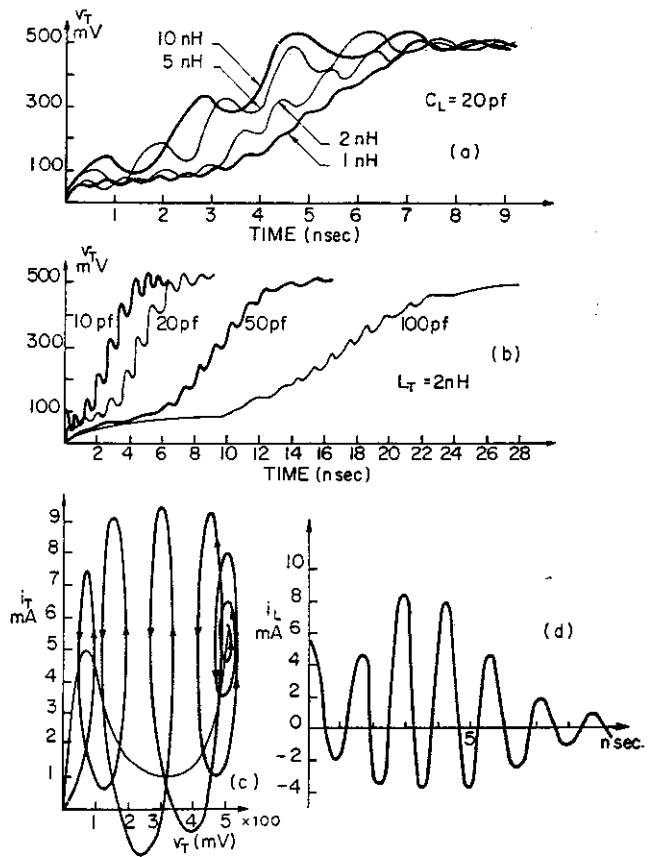 v_T
mV
500
300
100
10 nH
5 nH
2 nH
1 nH
C_L = 20 pf
(a)
1 2 3 4 5 6 7 8 9
TIME (nsec)
v_T
mV
500
300
100
10 pf
20 pf
50 pf
100 pf
(b)
L_T = 2nH
2 4 6 8 10 12 14 16 18 20 22 24 26 28
TIME (nsec)
i_T
mA
9
8
7
6
5
4
3
2
1
(c)
1 2 3 4 5 ×100
v_T (mV)
i_L
mA
10
8
6
4
2
0
-2
-4
5
n sec.
(d)